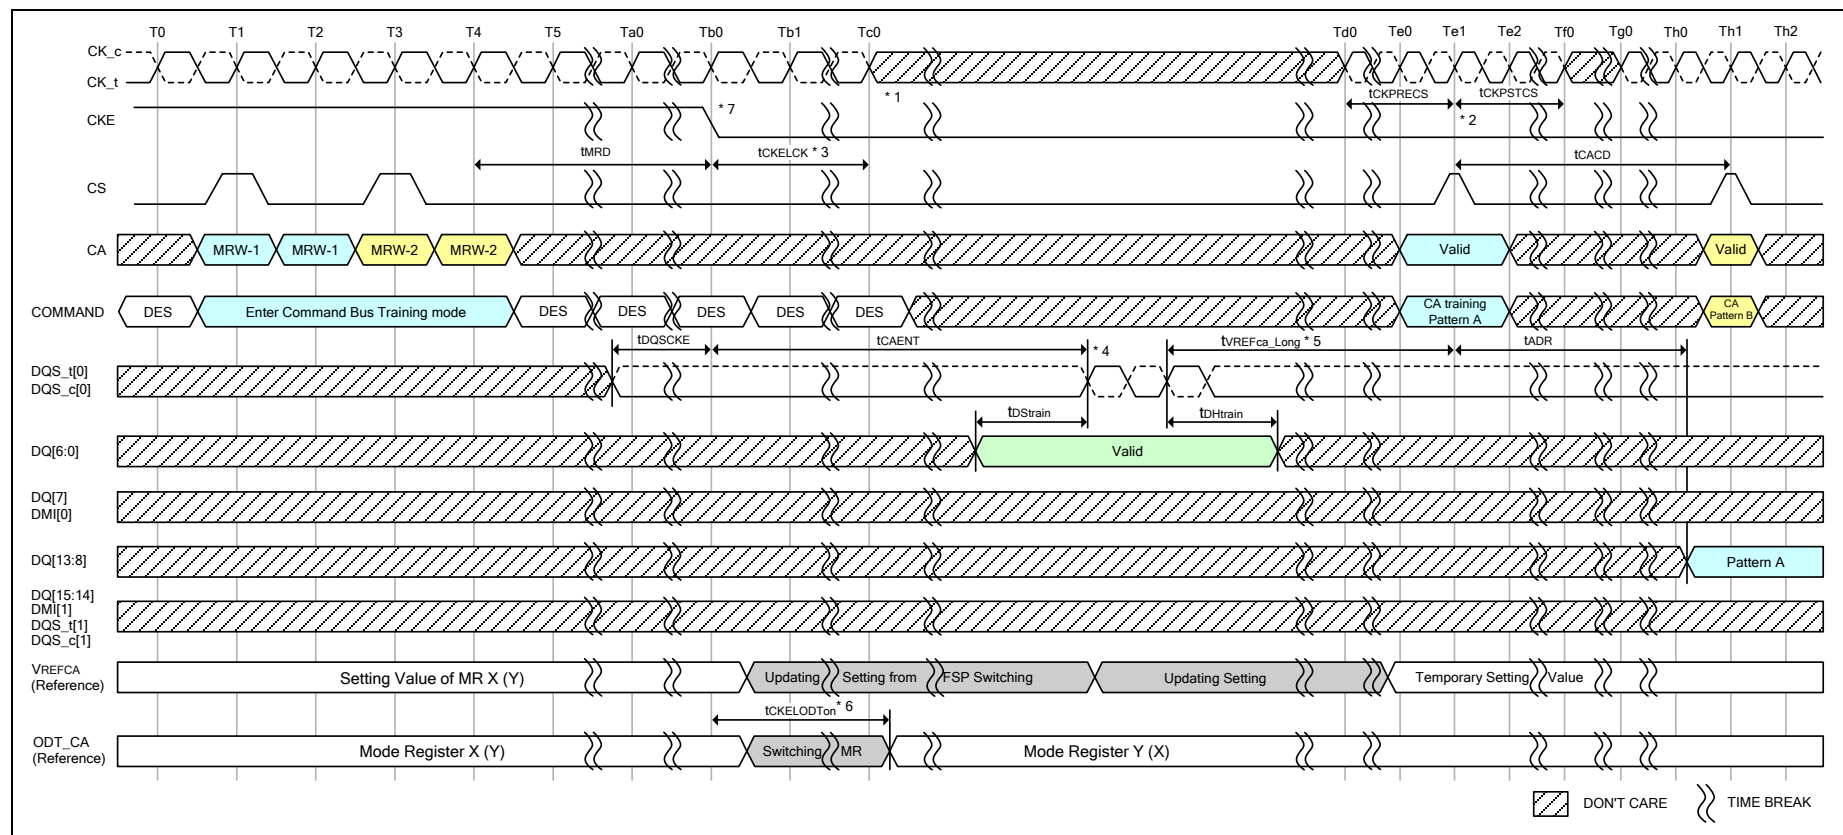 T0 T1 T2 T3 T4 T5 Ta0 Tb0 Tb1 Tc0 Td0 Te0 Te1 Te2 Tf0 Tg0 Th0 Th1 Th2
CK_c
CK_t
* 1 tCKPRECS tCKPSTCS
CKE * 7 * 2
tMRD tCKELCK * 3 tCACD
CS
CA MRW-1 MRW-1 MRW-2 MRW-2 Valid Valid
COMMAND DES Enter Command Bus Training mode DES DES DES DES DES CA training Pattern A CA Pattern B
tDQSCKE tCAENT * 4 tVREFca_Long * 5 tADR
DQS_t[0]
DQS_c[0]
tDStrain tDHtrain
DQ[6:0] Valid
DQ[7]
DMI[0]
DQ[13:8] Pattern A
DQ[15:14]
DMI[1]
DQS_t[1]
DQS_c[1]
VREFCA
(Reference)
Setting Value of MR X (Y) Updating Setting from FSP Switching Updating Setting Temporary Setting Value
tCKELODTon * 6
ODT_CA
(Reference)
Mode Register X (Y) Switching MR Mode Register Y (X)
DON'T CARE TIME BREAK